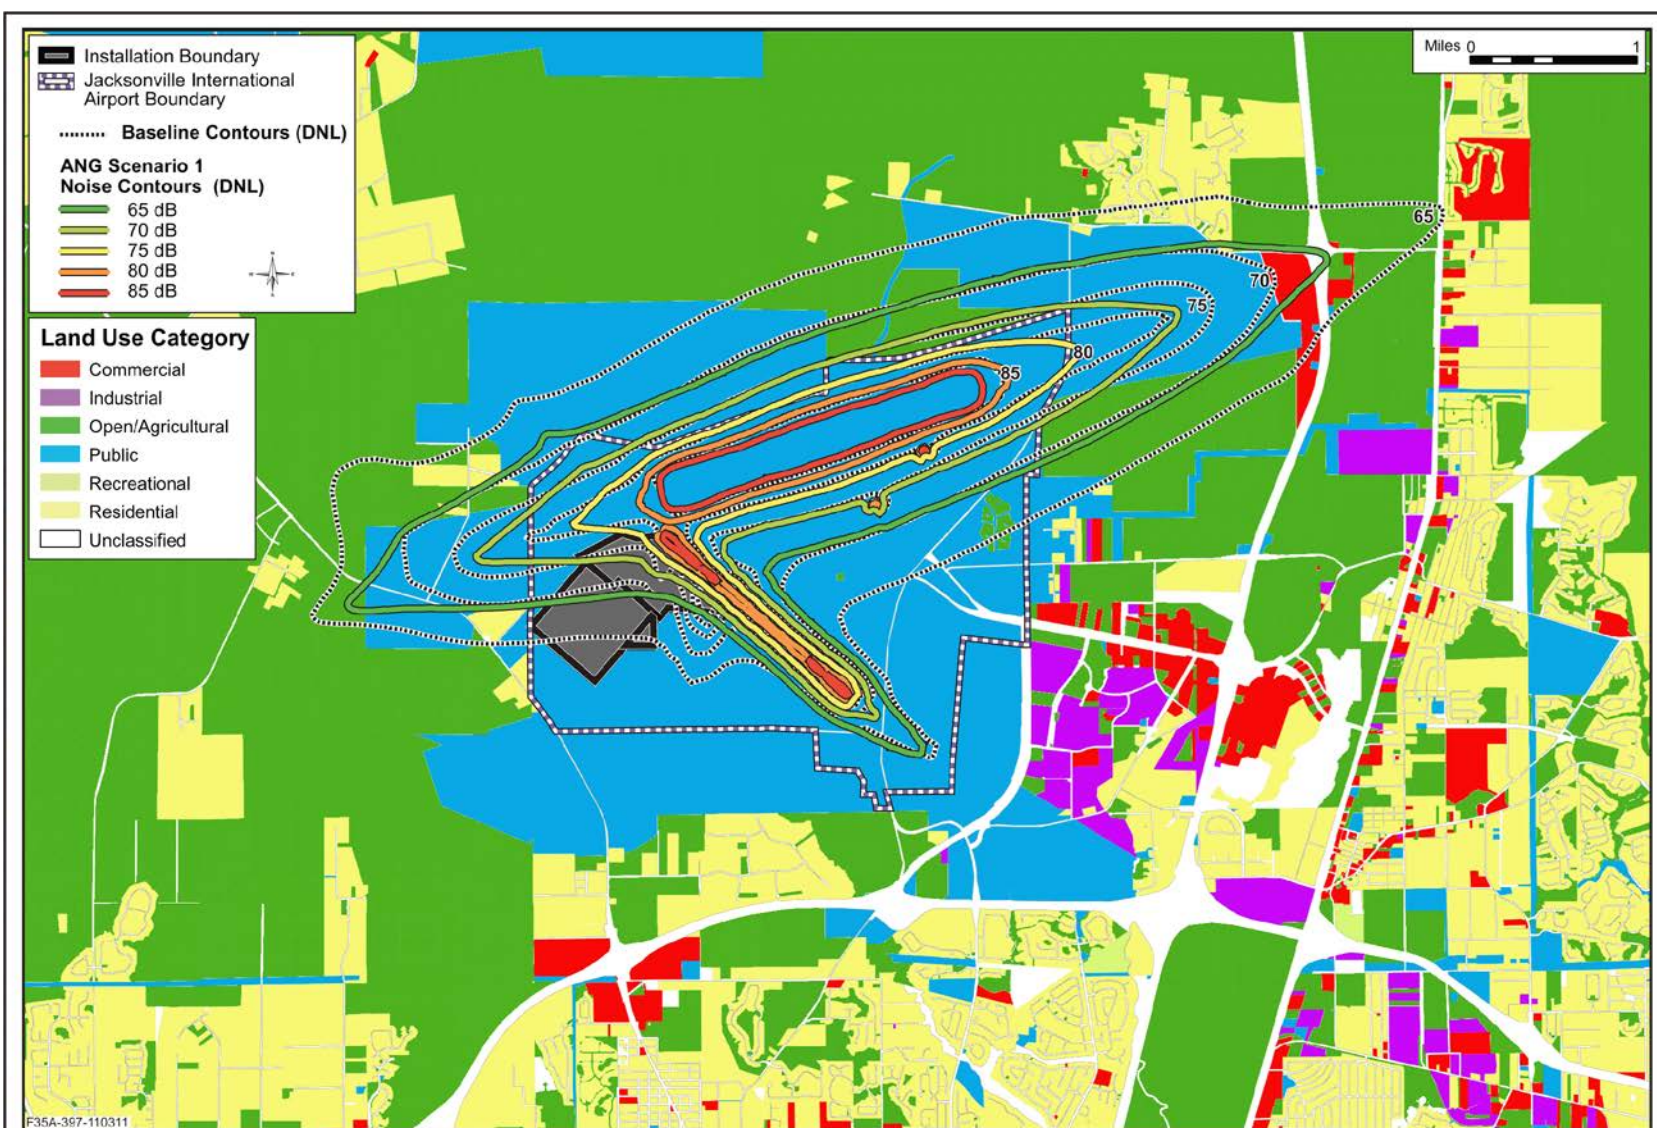 Installation Boundary
Jacksonville International
Airport Boundary
Baseline Contours (DNL)
ANG Scenario 1
Noise Contours (DNL)
65 dB
70 dB
75 dB
80 dB
85 dB
Land Use Category
Commercial
Industrial
Open/Agricultural
Public
Recreational
Residential
Unclassified
Miles 0 1
65
70
75
80
85
F35A-397-110311